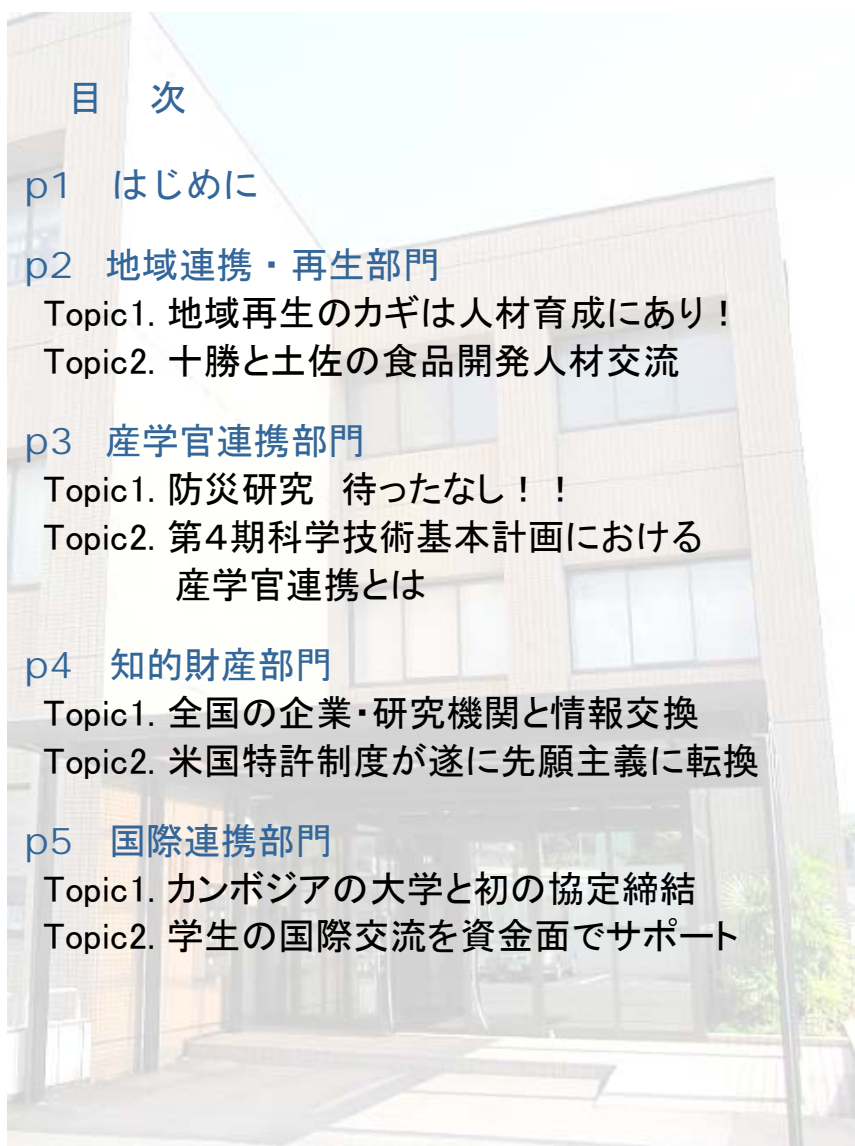 目　次
p1　はじめに
p2　地域連携・再生部門
Topic1. 地域再生のカギは人材育成にあり！
Topic2. 十勝と土佐の食品開発人材交流
p3　産学官連携部門
Topic1. 防災研究　待ったなし！！
Topic2. 第4期科学技術基本計画における
産学官連携とは
p4　知的財産部門
Topic1. 全国の企業・研究機関と情報交換
Topic2. 米国特許制度が遂に先願主義に転換
p5　国際連携部門
Topic1. カンボジアの大学と初の協定締結
Topic2. 学生の国際交流を資金面でサポート